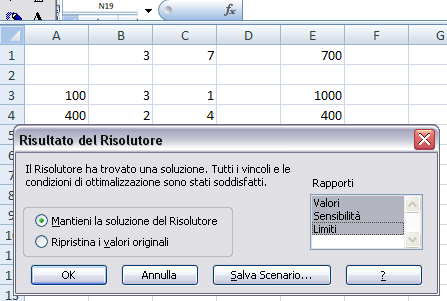 N19 fx
A B C D E F G
1 3 7 700
2
3 100 3 1 1000
4 400 2 4 400
Risultato del Risolutore
Il Risolutore ha trovato una soluzione. Tutti i vincoli e le
condizioni di ottimalizzazione sono stati soddisfatti.
Rapporti
Mantieni la soluzione del Risolutore
Ripristina i valori originali
Valori
Sensibilità
Limiti
OK Annulla Salva Scenario... ?
15